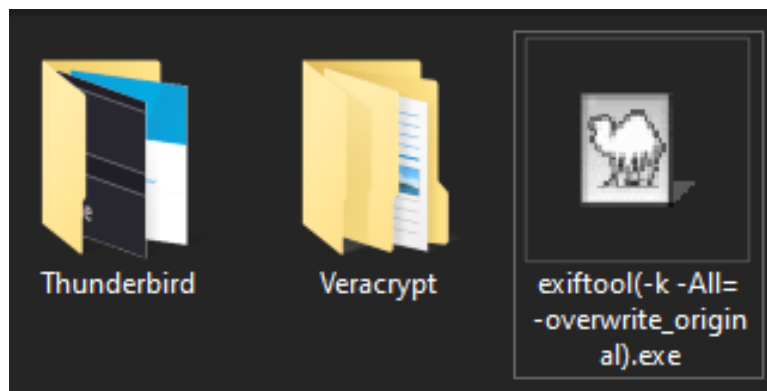 Thunderbird
Veracrypt
exiftool(-k -All=
-overwrite_origin
al).exe